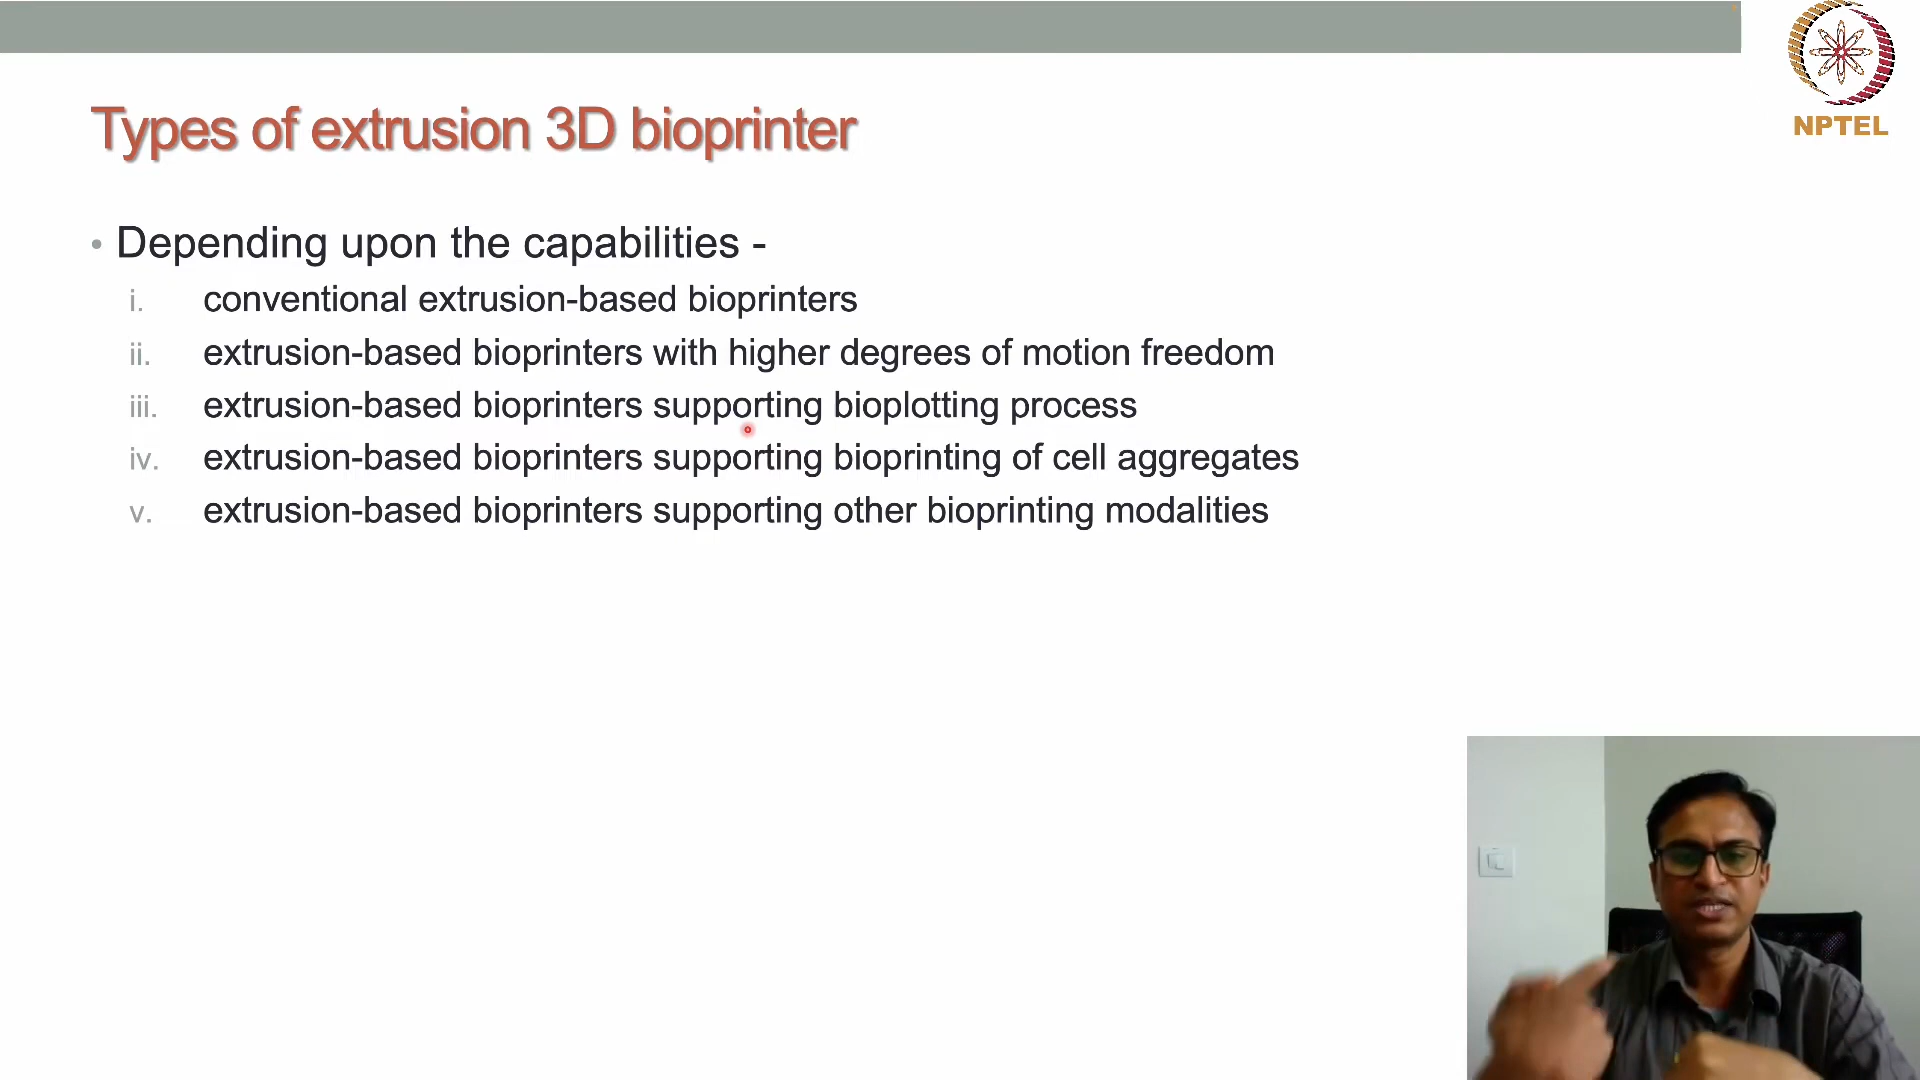 NPTEL
Types of extrusion 3D bioprinter
• Depending upon the capabilities -
i. conventional extrusion-based bioprinters
ii. extrusion-based bioprinters with higher degrees of motion freedom
iii. extrusion-based bioprinters supporting bioplotting process
iv. extrusion-based bioprinters supporting bioprinting of cell aggregates
v. extrusion-based bioprinters supporting other bioprinting modalities